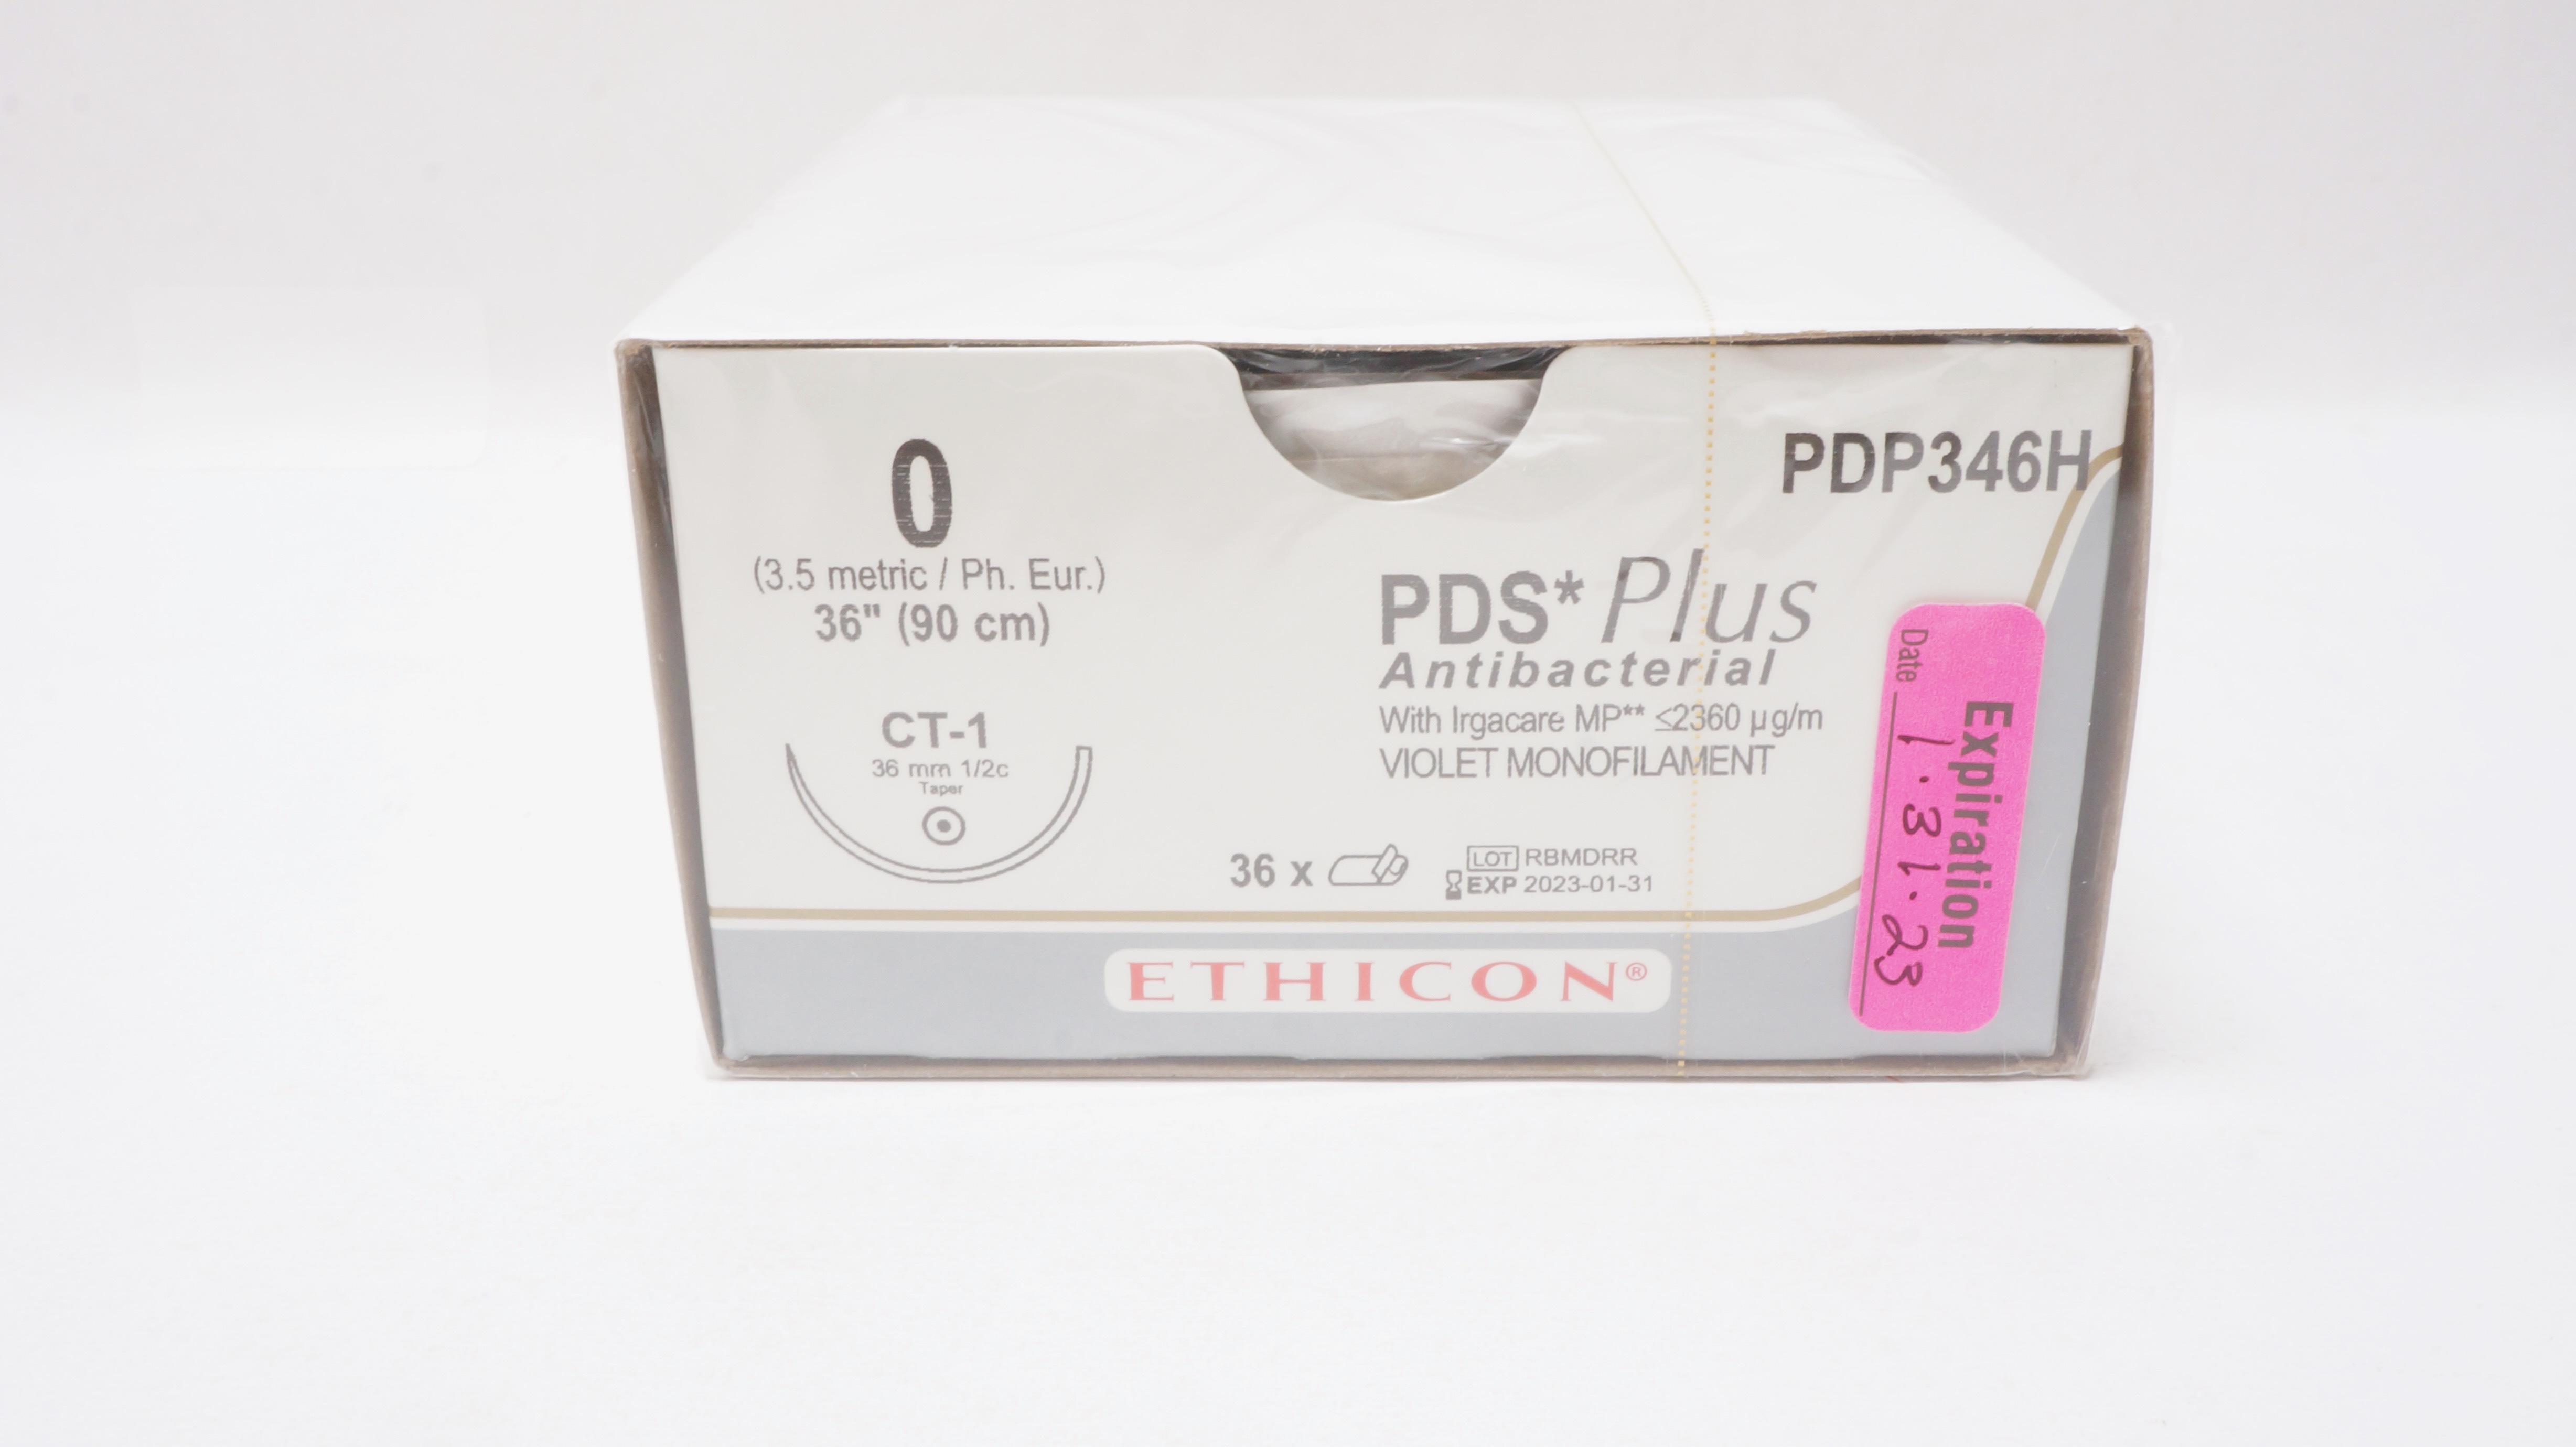 0
(3.5 metric / Ph. Eur.)
36" (90 cm)
CT-1
36 mm 1/2c
Taper
PDP346H
PDS* Plus
Antibacterial
With Irgacare MP** ≤2360 µg/m
VIOLET MONOFILAMENT
36 x
LOT RBMDRR
EXP 2023-01-31
ETHICON®
Expiration
Date 1·31·23